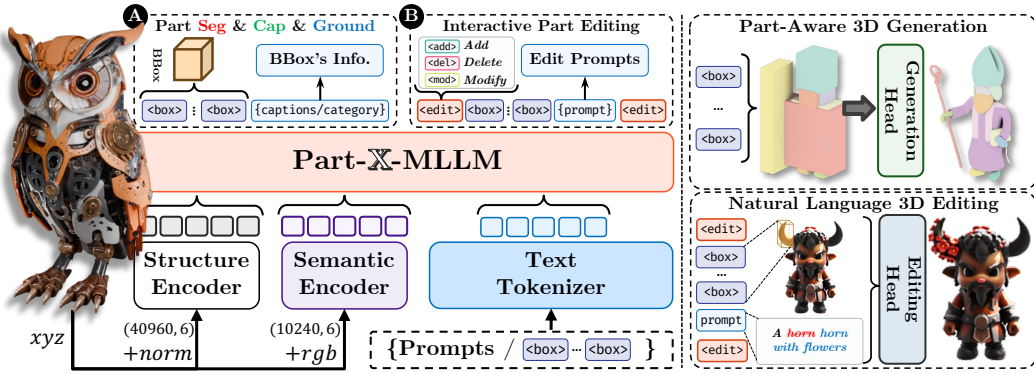 A
Part Seg & Cap & Ground
BBox
BBox's Info.
<box> : <box> {captions/category}
B
Interactive Part Editing
<add> Add
<del> Delete
<mod> Modify
Edit Prompts
<edit> <box> : <box> {prompt} <edit>
Part-𝕏-MLLM
Structure
Encoder
Semantic
Encoder
Text
Tokenizer
xyz
(40960, 6)
+norm
(10240, 6)
+rgb
{Prompts / <box> ... <box> }
Part-Aware 3D Generation
<box>
...
<box>
Generation
Head
Natural Language 3D Editing
<edit>
<box>
...
<box>
prompt
<edit>
A horn horn
with flowers
Editing
Head